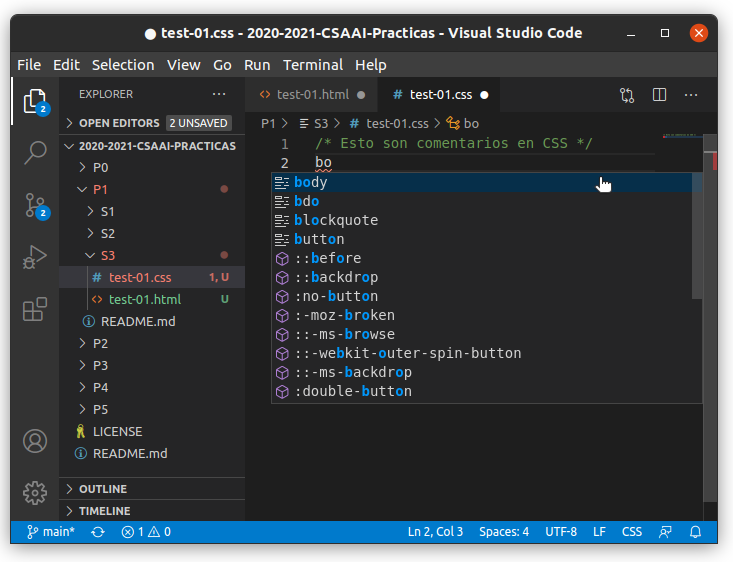 ● test-01.css - 2020-2021-CSAAI-Practicas - Visual Studio Code
File Edit Selection View Go Run Terminal Help
EXPLORER ···
<> test-01.html ●
# test-01.css ●
2
OPEN EDITORS 2 UNSAVED
P1 > S3 > # test-01.css > bo
2020-2021-CSAAI-PRACTICAS
1 /* Esto son comentarios en CSS */
2 bo
P0
P1
S1
S2
S3
# test-01.css 1, U
<> test-01.html U
README.md
P2
P3
P4
P5
LICENSE
README.md
2
body
bdo
blockquote
button
::before
::backdrop
:no-button
:-moz-broken
::-ms-browse
::-webkit-outer-spin-button
::-ms-backdrop
:double-button
OUTLINE
TIMELINE
main* 1 0 Ln 2, Col 3 Spaces: 4 UTF-8 LF CSS